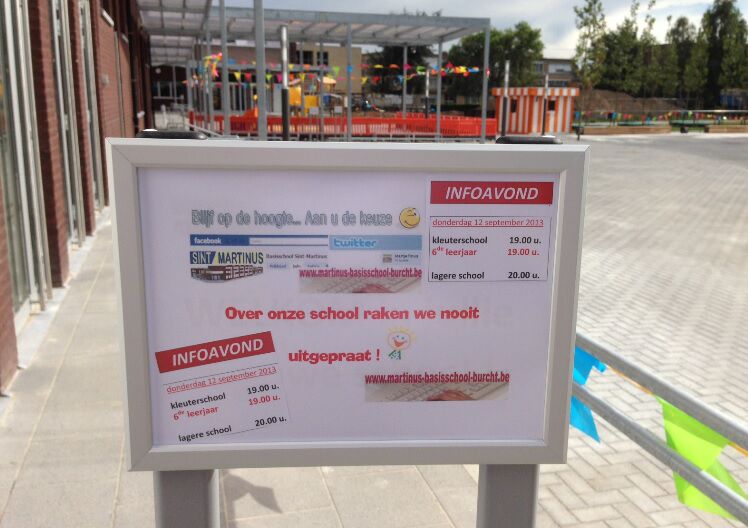 Blijf op de hoogte... Aan u de keuze
facebook
twitter
SINT MARTINUS
Basisschool Sint-Martinus
www.martinus-basisschool-burcht.be
INFOAVOND
donderdag 12 september 2013
kleuterschool 19.00 u.
6de leerjaar 19.00 u.
lagere school 20.00 u.
Over onze school raken we nooit
uitgepraat !
www.martinus-basisschool-burcht.be
INFOAVOND
donderdag 12 september 2013
kleuterschool 19.00 u.
6de leerjaar 19.00 u.
lagere school 20.00 u.